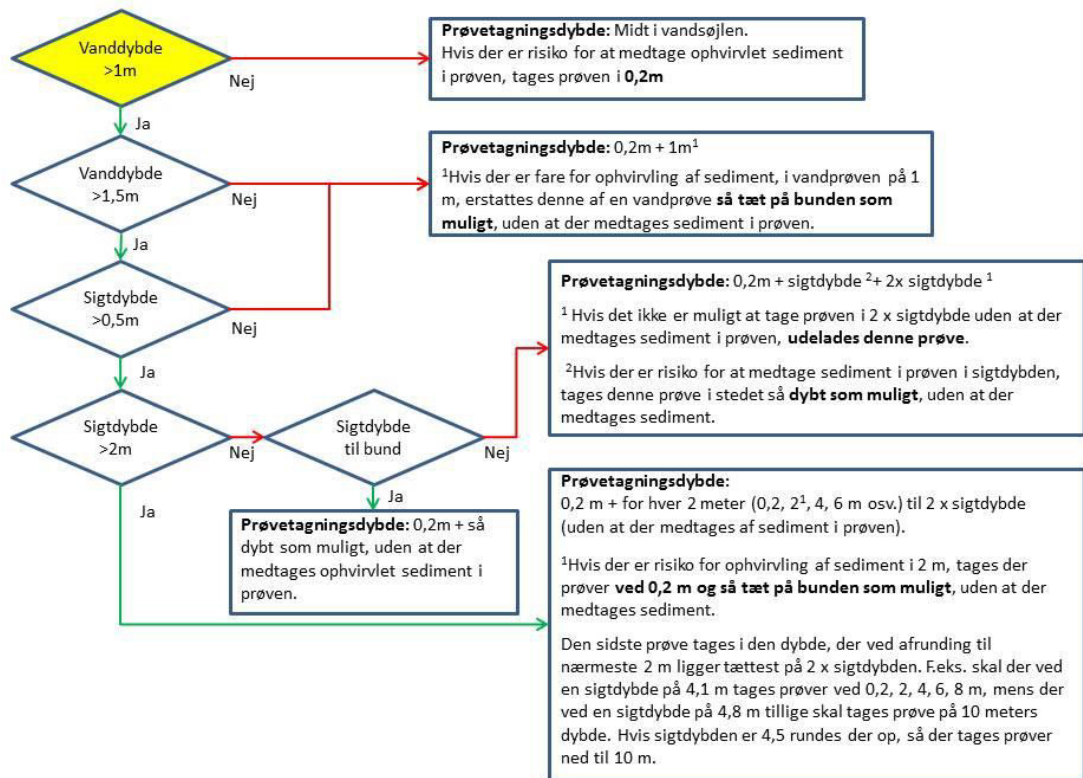 Vanddybde
>1m
Nej
Ja
Prøvetagningsdybde: Midt i vandsøjlen.
Hvis der er risiko for at medtage ophvirvlet sediment
i prøven, tages prøven i 0,2m
Vanddybde
>1,5m
Nej
Ja
Prøvetagningsdybde: 0,2m + 1m¹
¹Hvis der er fare for ophvirvling af sediment, i vandprøven på 1
m, erstattes denne af en vandprøve så tæt på bunden som
muligt, uden at der medtages sediment i prøven.
Sigtdybde
>0,5m
Nej
Ja
Prøvetagningsdybde: 0,2m + sigtdybde ²+ 2x sigtdybde ¹
¹ Hvis det ikke er muligt at tage prøven i 2 x sigtdybde uden at der
medtages sediment i prøven, udelades denne prøve.
²Hvis der er risiko for at medtage sediment i prøven i sigtdybden,
tages denne prøve i stedet så dybt som muligt, uden at der
medtages sediment.
Sigtdybde
>2m
Nej
Ja
Sigtdybde
til bund
Nej
Ja
Prøvetagningsdybde: 0,2m + så
dybt som muligt, uden at der
medtages ophvirvlet sediment i
prøven.
Prøvetagningsdybde:
0,2 m + for hver 2 meter (0,2, 2¹, 4, 6 m osv.) til 2 x sigtdybde
(uden at der medtages af sediment i prøven).
¹Hvis der er risiko for ophvirvling af sediment i 2 m, tages der
prøver ved 0,2 m og så tæt på bunden som muligt, uden at der
medtages sediment.
Den sidste prøve tages i den dybde, der ved afrunding til
nærmeste 2 m ligger tættest på 2 x sigtdybden. F.eks. skal der ved
en sigtdybde på 4,1 m tages prøver ved 0,2, 2, 4, 6, 8 m, mens der
ved en sigtdybde på 4,8 m tillige skal tages prøve på 10 meters
dybde. Hvis sigtdybden er 4,5 rundes der op, så der tages prøver
ned til 10 m.